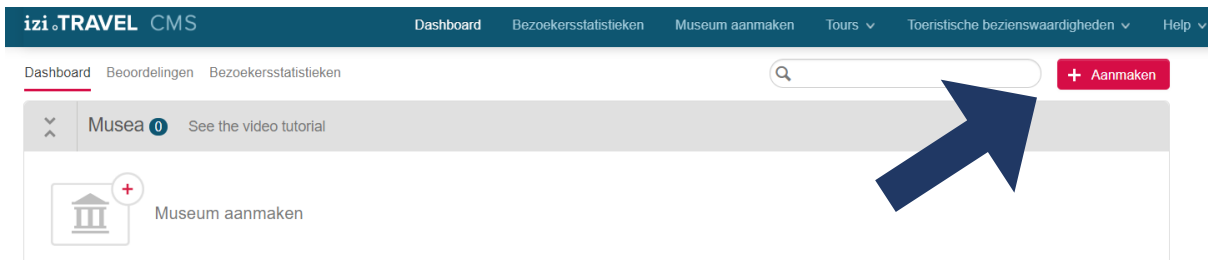 izi.TRAVEL CMS Dashboard Bezoekersstatistieken Museum aanmaken Tours Toeristische bezienswaardigheden Help
Dashboard Beoordelingen Bezoekersstatistieken + Aanmaken
Musea 0 See the video tutorial
Museum aanmaken